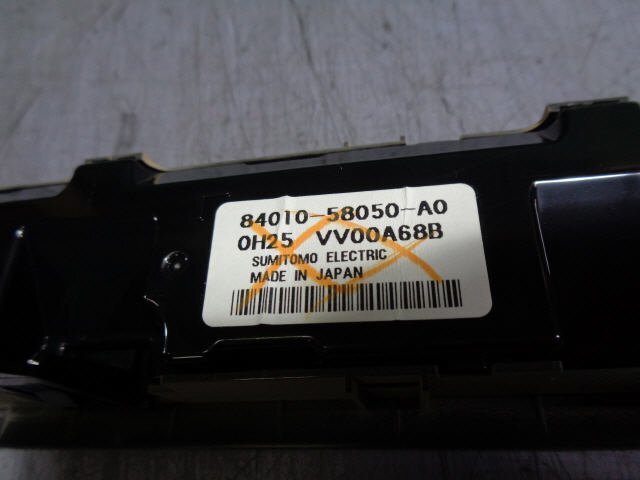 84010-58050-A0
0H25 VV00A68B
SUMITOMO ELECTRIC
MADE IN JAPAN